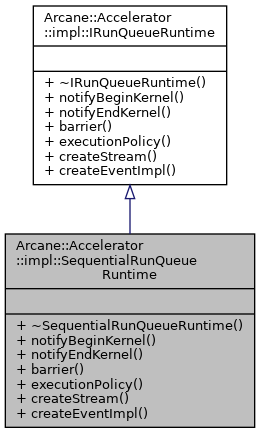 Arcane::Accelerator
::impl::IRunQueueRuntime
+ ~IRunQueueRuntime()
+ notifyBeginKernel()
+ notifyEndKernel()
+ barrier()
+ executionPolicy()
+ createStream()
+ createEventImpl()
Arcane::Accelerator
::impl::SequentialRunQueue
Runtime
+ ~SequentialRunQueueRuntime()
+ notifyBeginKernel()
+ notifyEndKernel()
+ barrier()
+ executionPolicy()
+ createStream()
+ createEventImpl()